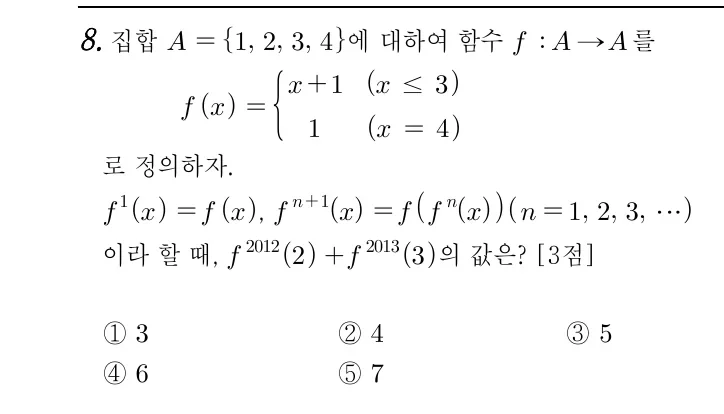 8. 집합 A = {1, 2, 3, 4}에 대하여 함수 f : A → A를
f(x) = { x+1 (x ≤ 3)
1 (x = 4)
로 정의하자.
f¹(x) = f(x), fⁿ⁺¹(x) = f(fⁿ(x))(n = 1, 2, 3, ⋯)
이라 할 때, f²⁰¹²(2) + f²⁰¹³(3)의 값은? [3점]
① 3 ② 4 ③ 5
④ 6 ⑤ 7